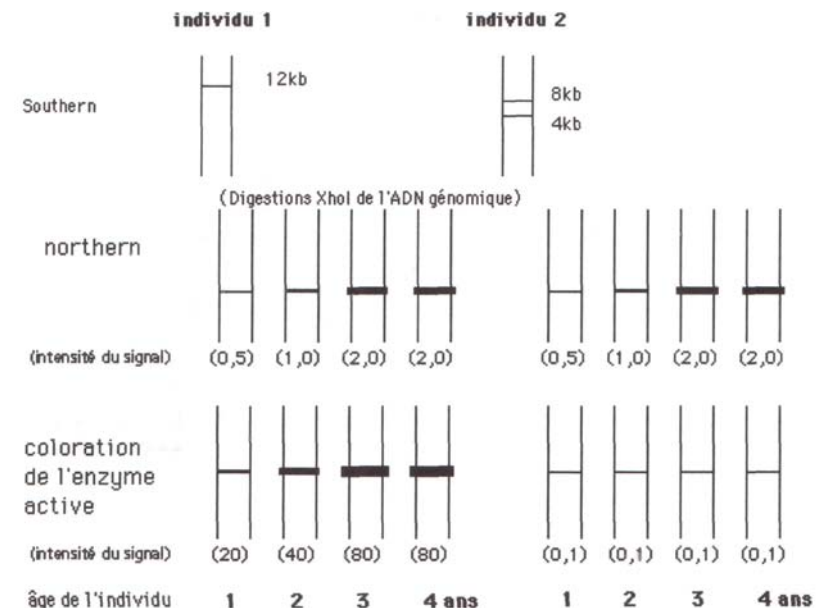 individu 1 individu 2
Southern 12kb 8kb
4kb
(Digestions XhoI de l'ADN génomique)
northern
(intensité du signal) (0,5) (1,0) (2,0) (2,0) (0,5) (1,0) (2,0) (2,0)
coloration
de l'enzyme
active
(intensité du signal) (20) (40) (80) (80) (0,1) (0,1) (0,1) (0,1)
âge de l'individu 1 2 3 4 ans 1 2 3 4 ans